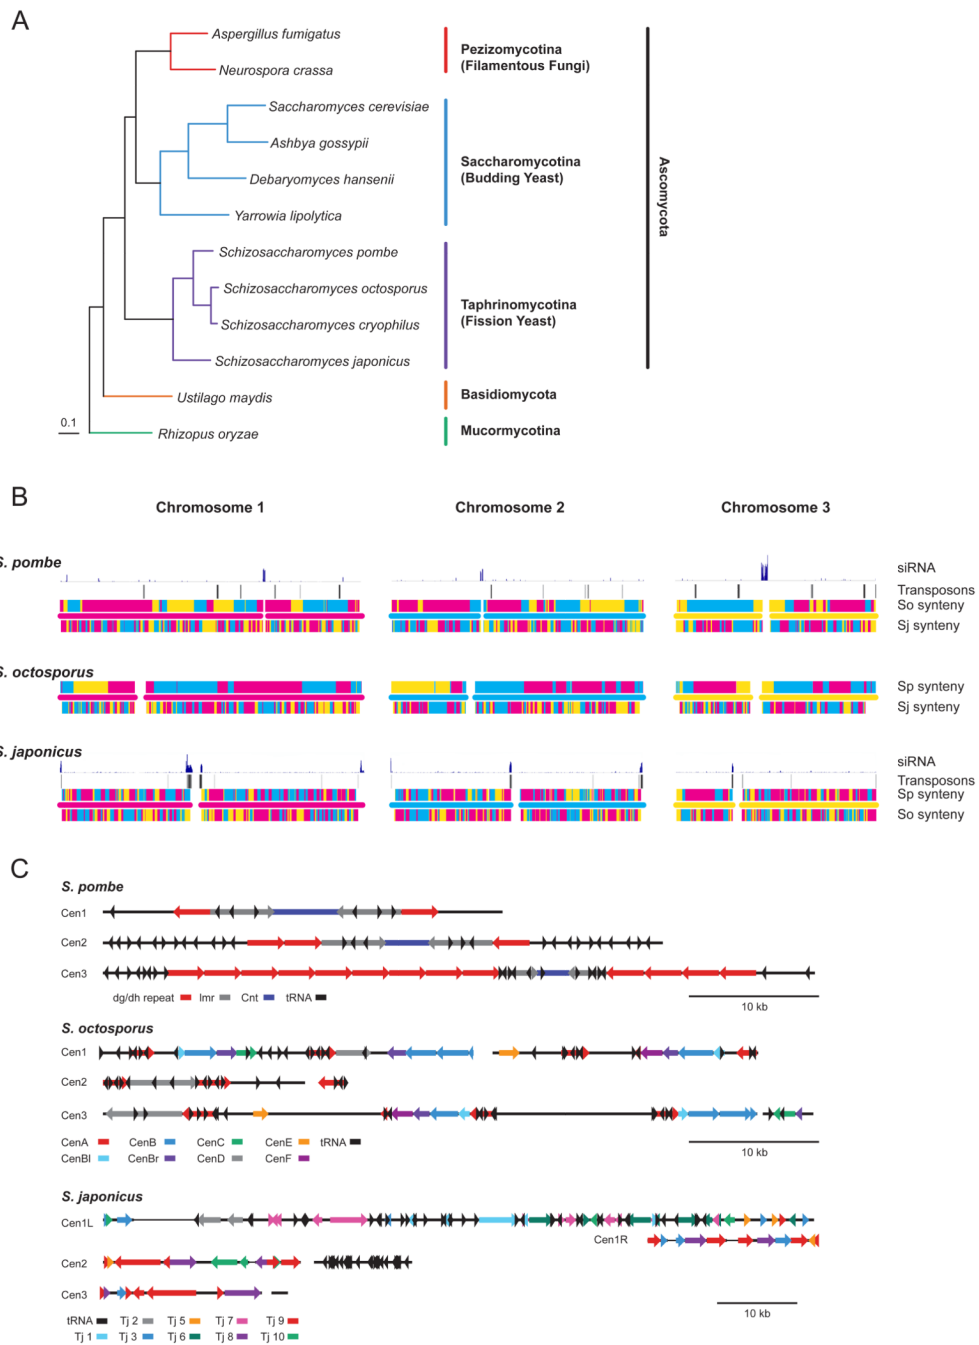 A
Aspergillus fumigatus
Neurospora crassa
Saccharomyces cerevisiae
Ashbya gossypii
Debaryomyces hansenii
Yarrowia lipolytica
Schizosaccharomyces pombe
Schizosaccharomyces octosporus
Schizosaccharomyces cryophilus
Schizosaccharomyces japonicus
Ustilago maydis
Rhizopus oryzae
0.1
Pezizomycotina
(Filamentous Fungi)
Saccharomycotina
(Budding Yeast)
Taphrinomycotina
(Fission Yeast)
Basidiomycota
Mucormycotina
Ascomycota
B
Chromosome 1 Chromosome 2 Chromosome 3
S. pombe
siRNA
Transposons
So synteny
Sj synteny
S. octosporus
Sp synteny
Sj synteny
S. japonicus
siRNA
Transposons
Sp synteny
So synteny
C
S. pombe
Cen1
Cen2
Cen3
dg/dh repeat Imr Cnt tRNA
10 kb
S. octosporus
Cen1
Cen2
Cen3
CenA CenB CenC CenE tRNA
CenBl CenBr CenD CenF
10 kb
S. japonicus
Cen1L
Cen1R
Cen2
Cen3
tRNA Tj 2 Tj 5 Tj 7 Tj 9
Tj 1 Tj 3 Tj 6 Tj 8 Tj 10
10 kb